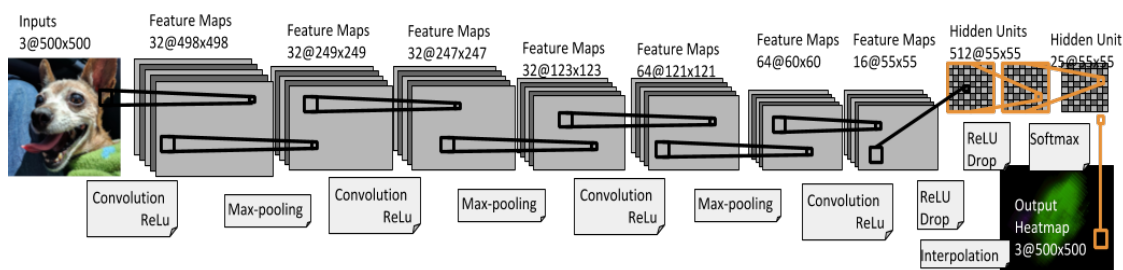 Inputs
3@500x500
Feature Maps
32@498x498
Feature Maps
32@249x249
Feature Maps
32@247x247
Feature Maps
32@123x123
Feature Maps
64@121x121
Feature Maps
64@60x60
Feature Maps
16@55x55
Hidden Units
512@55x55
Hidden Unit
25@55x55
Convolution
ReLu
Max-pooling
Convolution
ReLu
Max-pooling
Convolution
ReLu
Max-pooling
Convolution
ReLu
ReLU
Drop
ReLU
Drop
Softmax
Interpolation
Output
Heatmap
3@500x500